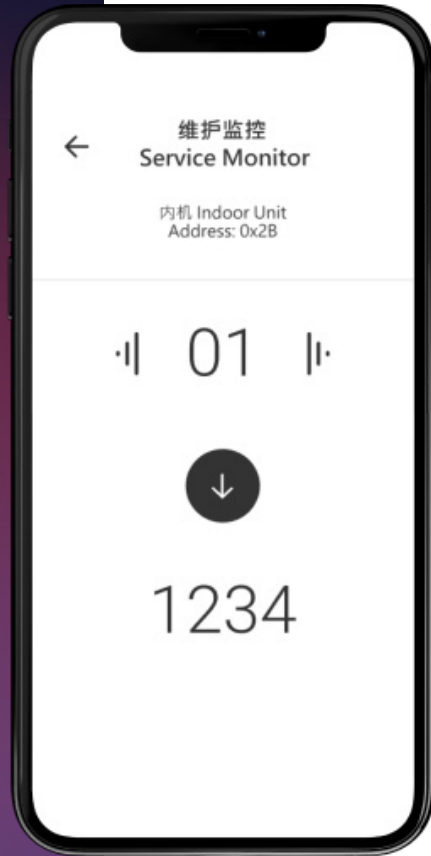 维护监控
Service Monitor
内机 Indoor Unit
Address: 0x2B
01
1234